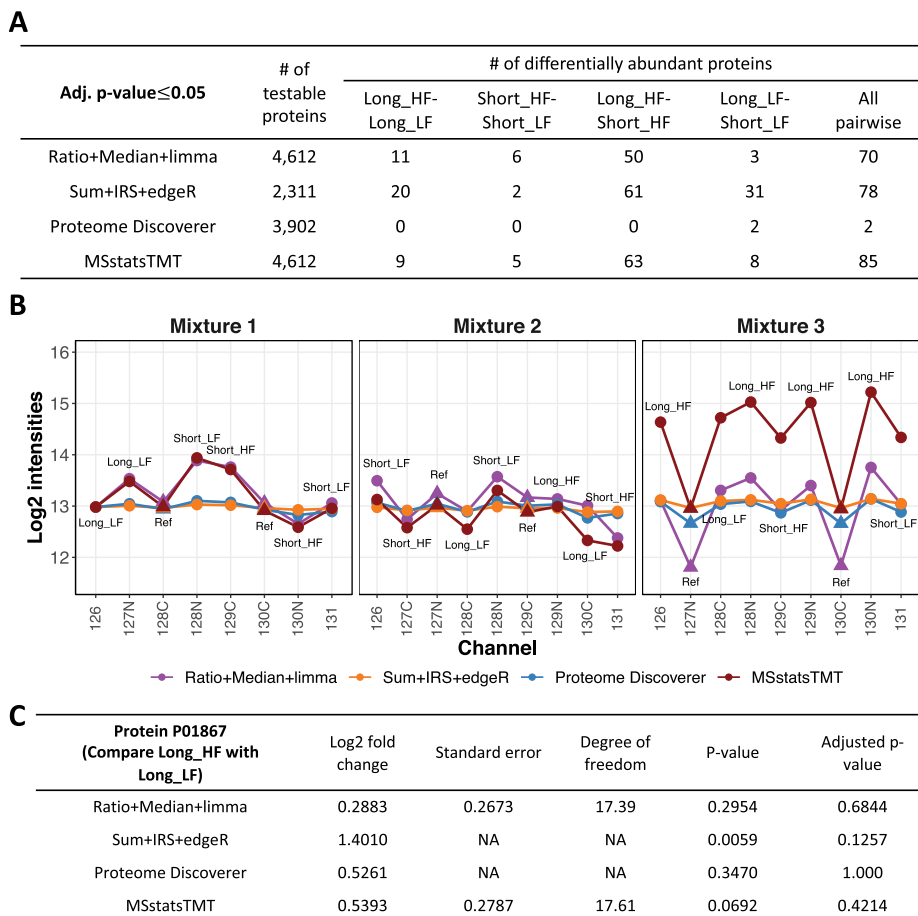 A
Adj. p-value≤0.05
# of testable proteins
# of differentially abundant proteins
Long_HF-Long_LF
Short_HF-Short_LF
Long_HF-Short_HF
Long_LF-Short_LF
All pairwise
Ratio+Median+limma 4,612 11 6 50 3 70
Sum+IRS+edgeR 2,311 20 2 61 31 78
Proteome Discoverer 3,902 0 0 0 2 2
MSstatsTMT 4,612 9 5 63 8 85
B
Mixture 1 Mixture 2 Mixture 3
Log2 intensities
16
15
14
13
12
Long_LF
Long_LF
Ref
Short_LF
Short_HF
Ref
Short_HF
Short_LF
Short_LF
Short_HF
Ref
Long_LF
Short_LF
Long_HF
Ref
Long_LF
Short_HF
Long_HF
Ref
Long_LF
Long_HF
Short_HF
Long_HF
Ref
Long_HF
Short_LF
126 127N 128C 128N 129C 130C 130N 131
126 127C 127N 128C 128N 129C 129N 130C 131
126 127N 128C 128N 129C 129N 130C 130N 131
Channel
Ratio+Median+limma Sum+IRS+edgeR Proteome Discoverer MSstatsTMT
C
Protein P01867
(Compare Long_HF with
Long_LF)
Log2 fold change
Standard error
Degree of freedom
P-value
Adjusted p-value
Ratio+Median+limma 0.2883 0.2673 17.39 0.2954 0.6844
Sum+IRS+edgeR 1.4010 NA NA 0.0059 0.1257
Proteome Discoverer 0.5261 NA NA 0.3470 1.000
MSstatsTMT 0.5393 0.2787 17.61 0.0692 0.4214